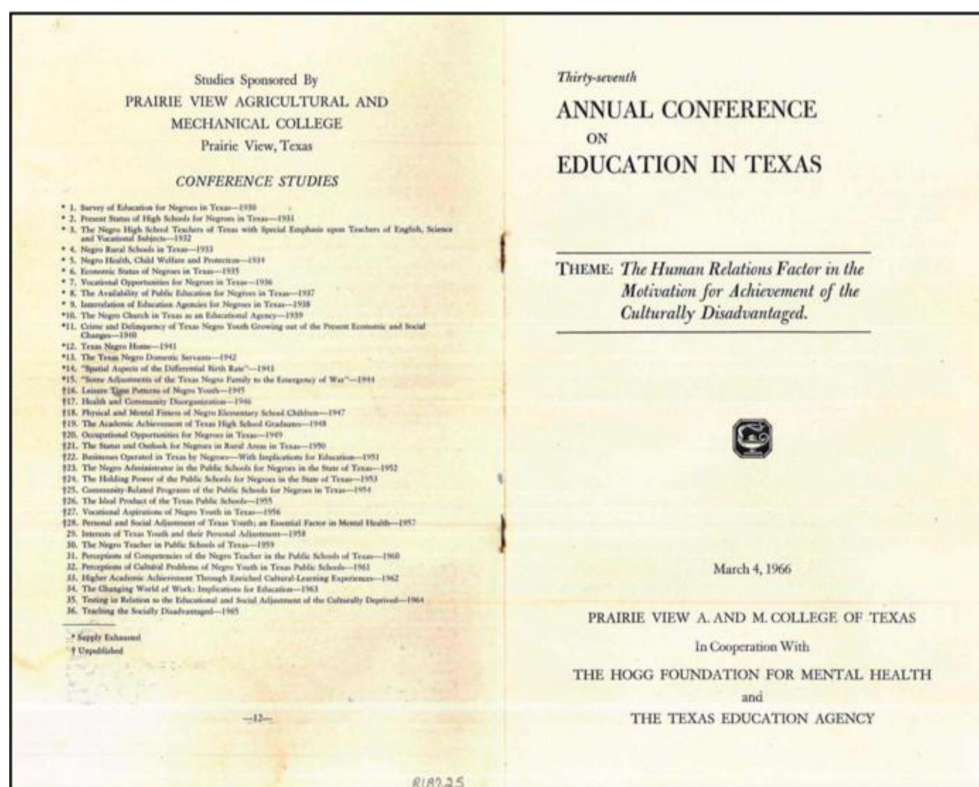 Studies Sponsored By
PRAIRIE VIEW AGRICULTURAL AND
MECHANICAL COLLEGE
Prairie View, Texas
CONFERENCE STUDIES
* 1. Survey of Education for Negroes in Texas—1930
* 2. Present Status of High Schools for Negroes in Texas—1931
* 3. The Negro High School Teachers of Texas with Special Emphasis upon Teachers of English, Science
and Vocational Subjects—1932
* 4. Negro Rural Schools in Texas—1933
* 5. Negro Health, Child Welfare and Protection—1934
* 6. Economic Status of Negroes in Texas—1935
* 7. Vocational Opportunities for Negroes in Texas—1936
* 8. The Availability of Public Education for Negroes in Texas—1937
* 9. Interrelation of Education Agencies for Negroes in Texas—1938
*10. The Negro Church in Texas as an Educational Agency—1939
*11. Crime and Delinquency of Texas Negro Youth Growing out of the Present Economic and Social
Changes—1940
*12. Texas Negro Home—1941
*13. The Texas Negro Domestic Servants—1942
*14. "Spatial Aspects of the Differential Birth Rate"—1943
*15. "Some Adjustments of the Texas Negro Family to the Emergency of War"—1944
†16. Leisure Time Patterns of Negro Youth—1945
†17. Health and Community Disorganization—1946
†18. Physical and Mental Fitness of Negro Elementary School Children—1947
†19. The Academic Achievement of Texas High School Graduates—1948
†20. Occupational Opportunities for Negroes in Texas—1949
†21. The Status and Outlook for Negroes in Rural Areas in Texas—1950
†22. Businesses Operated in Texas by Negroes—With Implications for Education—1951
†23. The Negro Administrator in the Public Schools for Negroes in the State of Texas—1952
†24. The Holding Power of the Public Schools for Negroes in the State of Texas—1953
†25. Community-Related Programs of the Public Schools for Negroes in Texas—1954
†26. The Ideal Product of the Texas Public Schools—1955
†27. Vocational Aspirations of Negro Youth in Texas—1956
†28. Personal and Social Adjustment of Texas Youth; an Essential Factor in Mental Health—1957
29. Interests of Texas Youth and their Personal Adjustment—1958
30. The Negro Teacher in Public Schools of Texas—1959
31. Perceptions of Competencies of the Negro Teacher in the Public Schools of Texas—1960
32. Perceptions of Cultural Problems of Negro Youth in Texas Public Schools—1961
33. Higher Academic Achievement Through Enriched Cultural-Learning Experiences—1962
34. The Changing World of Work: Implications for Education—1963
35. Testing in Relation to the Educational and Social Adjustment of the Culturally Deprived—1964
36. Teaching the Socially Disadvantaged—1965
* Supply Exhausted
† Unpublished
—12—
Thirty-seventh
ANNUAL CONFERENCE
ON
EDUCATION IN TEXAS
THEME: The Human Relations Factor in the
Motivation for Achievement of the
Culturally Disadvantaged.
March 4, 1966
PRAIRIE VIEW A. AND M. COLLEGE OF TEXAS
In Cooperation With
THE HOGG FOUNDATION FOR MENTAL HEALTH
and
THE TEXAS EDUCATION AGENCY